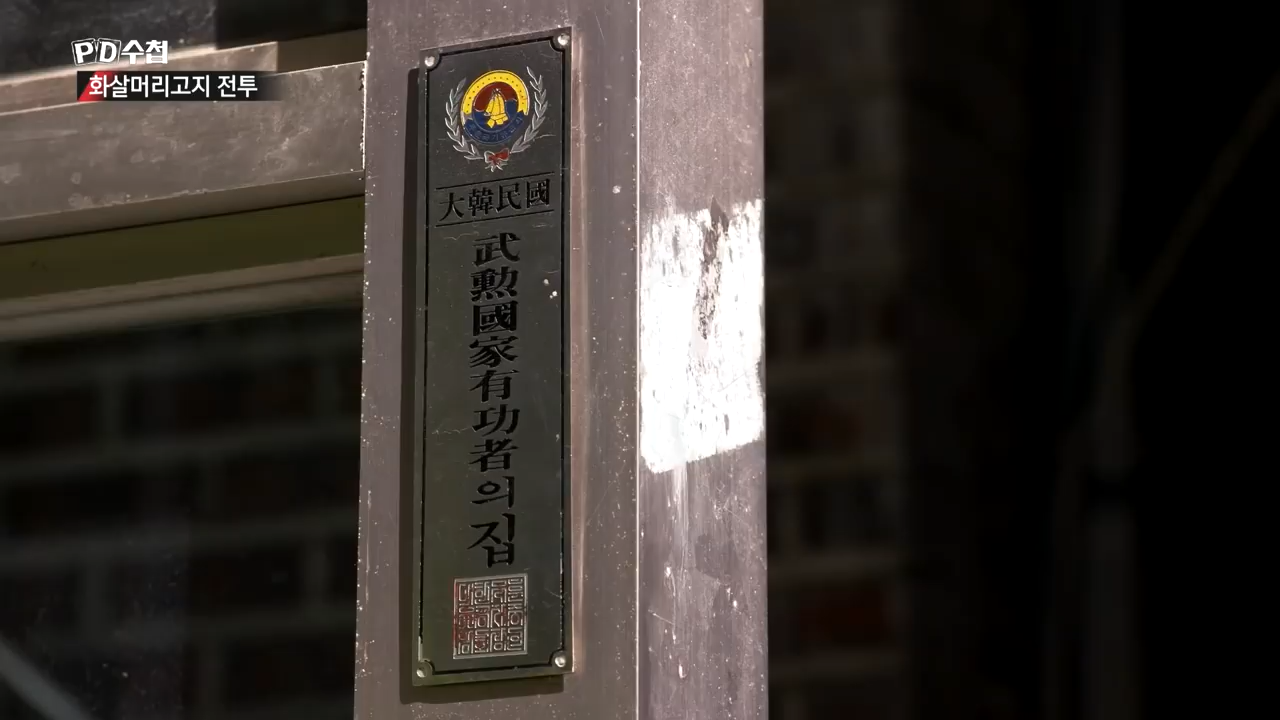 PD수첩
화살머리고지 전투
大韓民國
武勲國家有功者의집